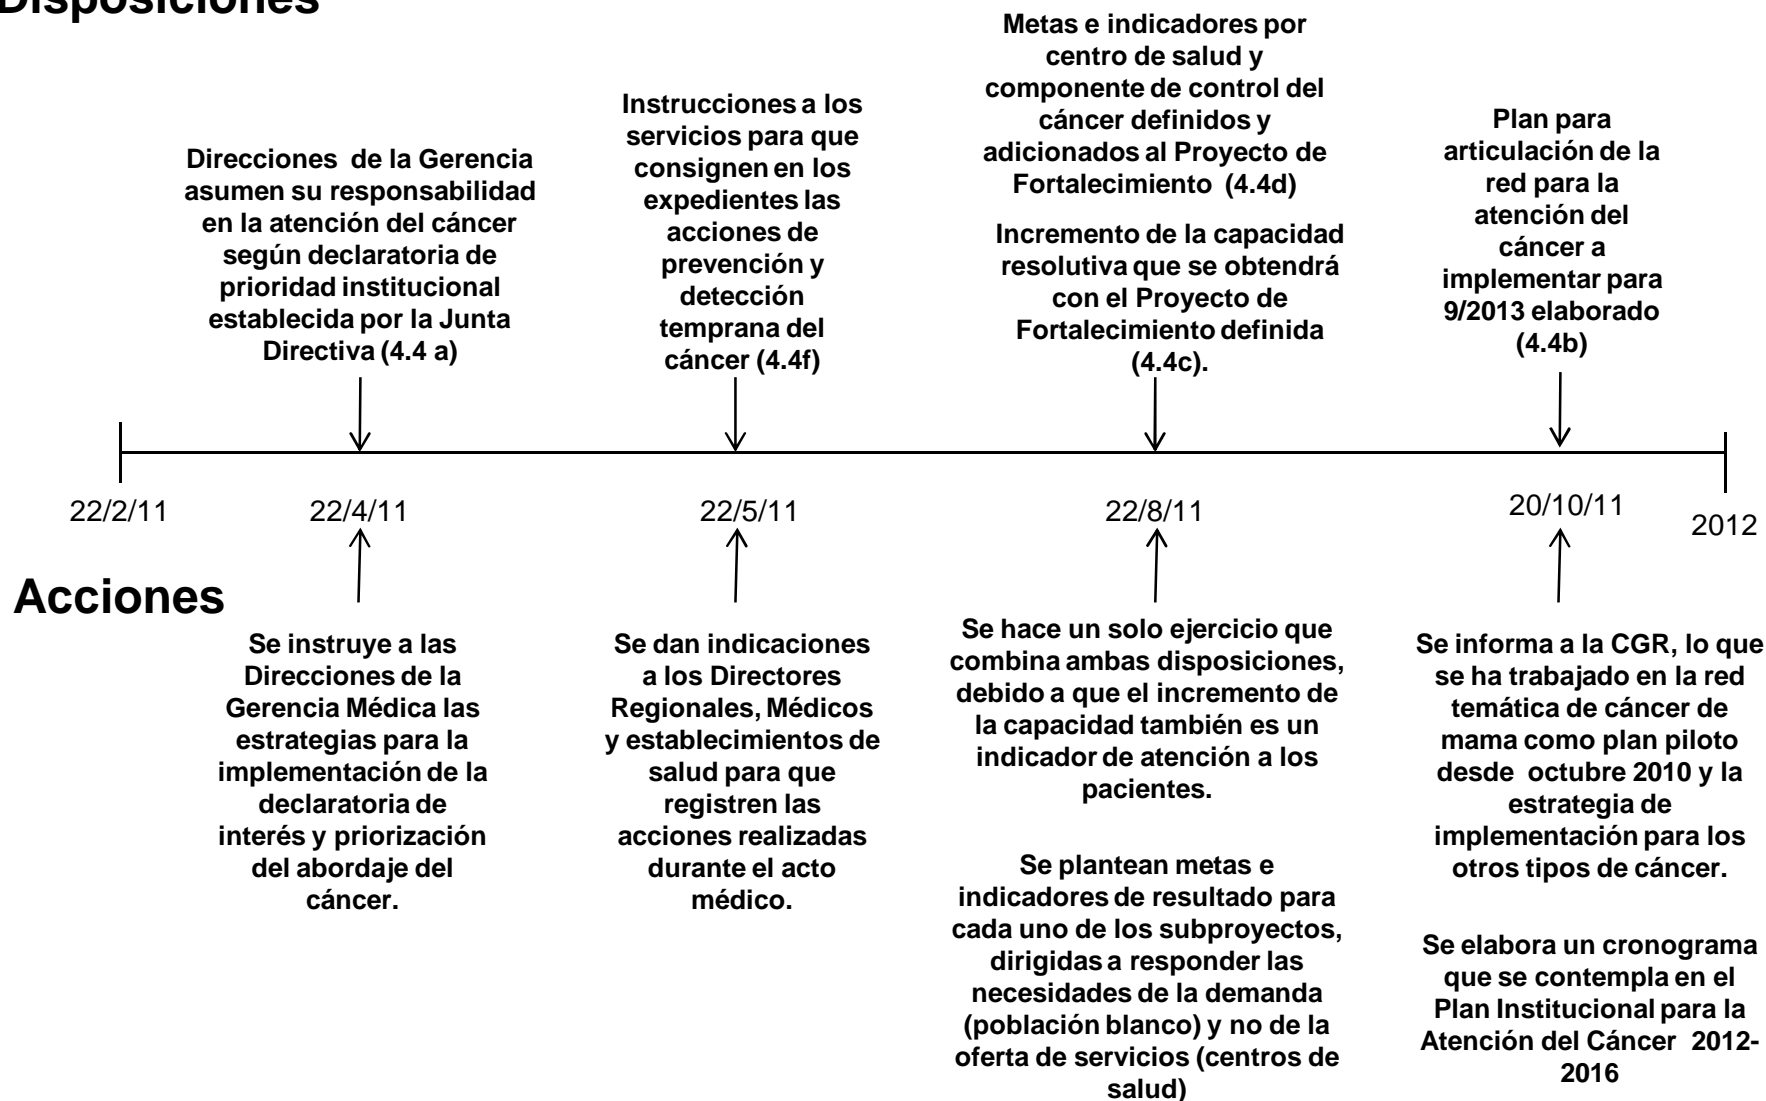 Disposiciones
Direcciones de la Gerencia
asumen su responsabilidad
en la atención del cáncer
según declaratoria de
prioridad institucional
establecida por la Junta
Directiva (4.4 a)
Instrucciones a los
servicios para que
consignen en los
expedientes las
acciones de
prevención y
detección
temprana del
cáncer (4.4f)
Metas e indicadores por
centro de salud y
componente de control del
cáncer definidos y
adicionados al Proyecto de
Fortalecimiento (4.4d)
Incremento de la capacidad
resolutiva que se obtendrá
con el Proyecto de
Fortalecimiento definida
(4.4c).
Plan para
articulación de la
red para la
atención del
cáncer a
implementar para
9/2013 elaborado
(4.4b)
22/2/11
22/4/11
22/5/11
22/8/11
20/10/11
2012
Acciones
Se instruye a las
Direcciones de la
Gerencia Médica las
estrategias para la
implementación de la
declaratoria de
interés y priorización
del abordaje del
cáncer.
Se dan indicaciones
a los Directores
Regionales, Médicos
y establecimientos de
salud para que
registren las
acciones realizadas
durante el acto
médico.
Se hace un solo ejercicio que
combina ambas disposiciones,
debido a que el incremento de
la capacidad también es un
indicador de atención a los
pacientes.
Se plantean metas e
indicadores de resultado para
cada uno de los subproyectos,
dirigidas a responder las
necesidades de la demanda
(población blanco) y no de la
oferta de servicios (centros de
salud)
Se informa a la CGR, lo que
se ha trabajado en la red
temática de cáncer de
mama como plan piloto
desde octubre 2010 y la
estrategia de
implementación para los
otros tipos de cáncer.
Se elabora un cronograma
que se contempla en el
Plan Institucional para la
Atención del Cáncer 2012-
2016